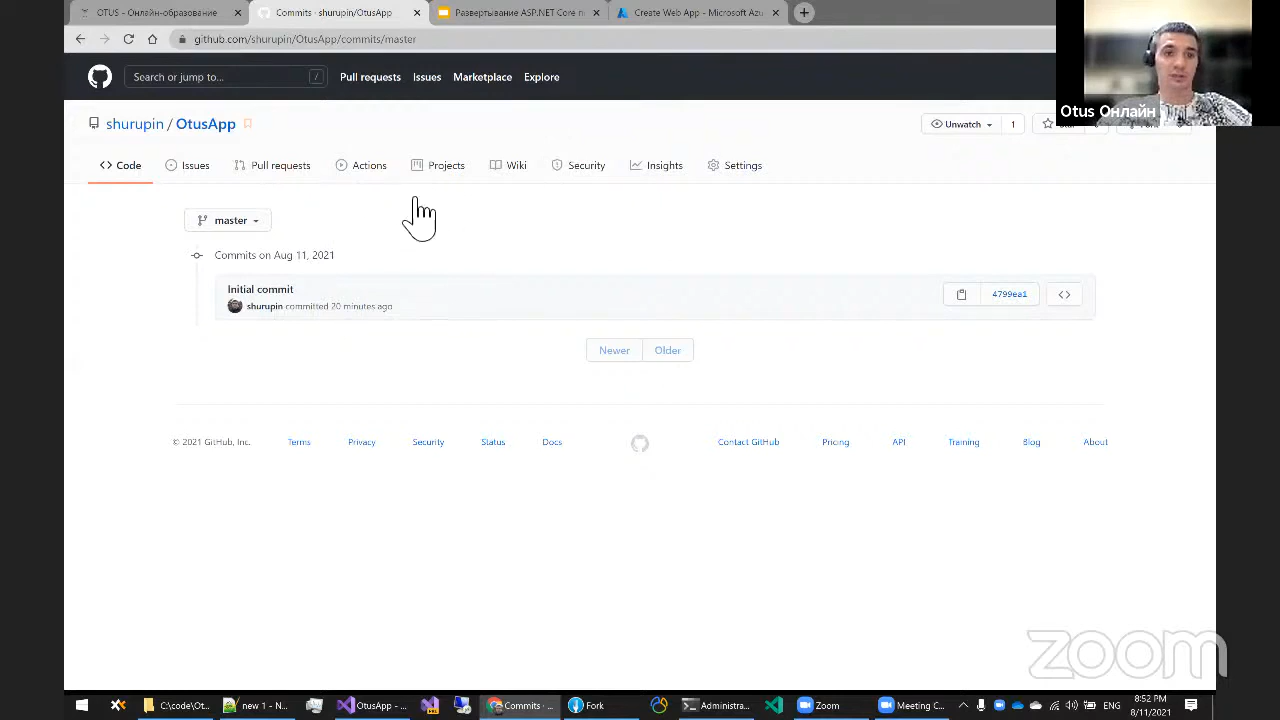 OTUS - Онлайн-образование
Commits · shurupin/OtusApp
Развертывание ASP.NET Core п
Create Web App - Microsoft Azu
github.com/shurupin/OtusApp/commits/master
Search or jump to...
/
Pull requests
Issues
Marketplace
Explore
Otus Онлайн
shurupin / OtusApp
Unwatch
1
Code
Issues
Pull requests
Actions
Projects
Wiki
Security
Insights
Settings
master
Commits on Aug 11, 2021
Initial commit
shurupin committed 20 minutes ago
4799ea1
Newer
Older
© 2021 GitHub, Inc.
Terms
Privacy
Security
Status
Docs
Contact GitHub
Pricing
API
Training
Blog
About
zoom
C:\code\Ot...
new 1 - N...
OtusApp - ...
Commits · ...
Fork
Administra...
Zoom
Meeting C...
ENG
8:52 PM
8/11/2021